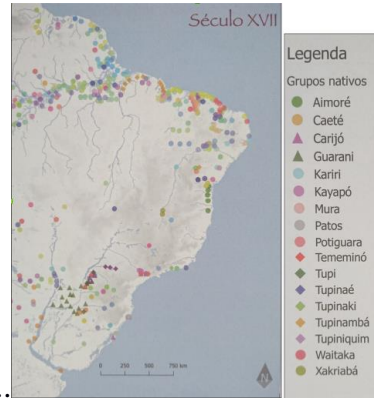 Século XVII
0 250 500 750 km
N
Legenda
Grupos nativos
Aimoré
Caeté
Carijó
Guarani
Kariri
Kayapó
Mura
Patos
Potiguara
Tememinó
Tupi
Tupinaé
Tupinaki
Tupinambá
Tupiniquim
Waitaka
Xakriabá